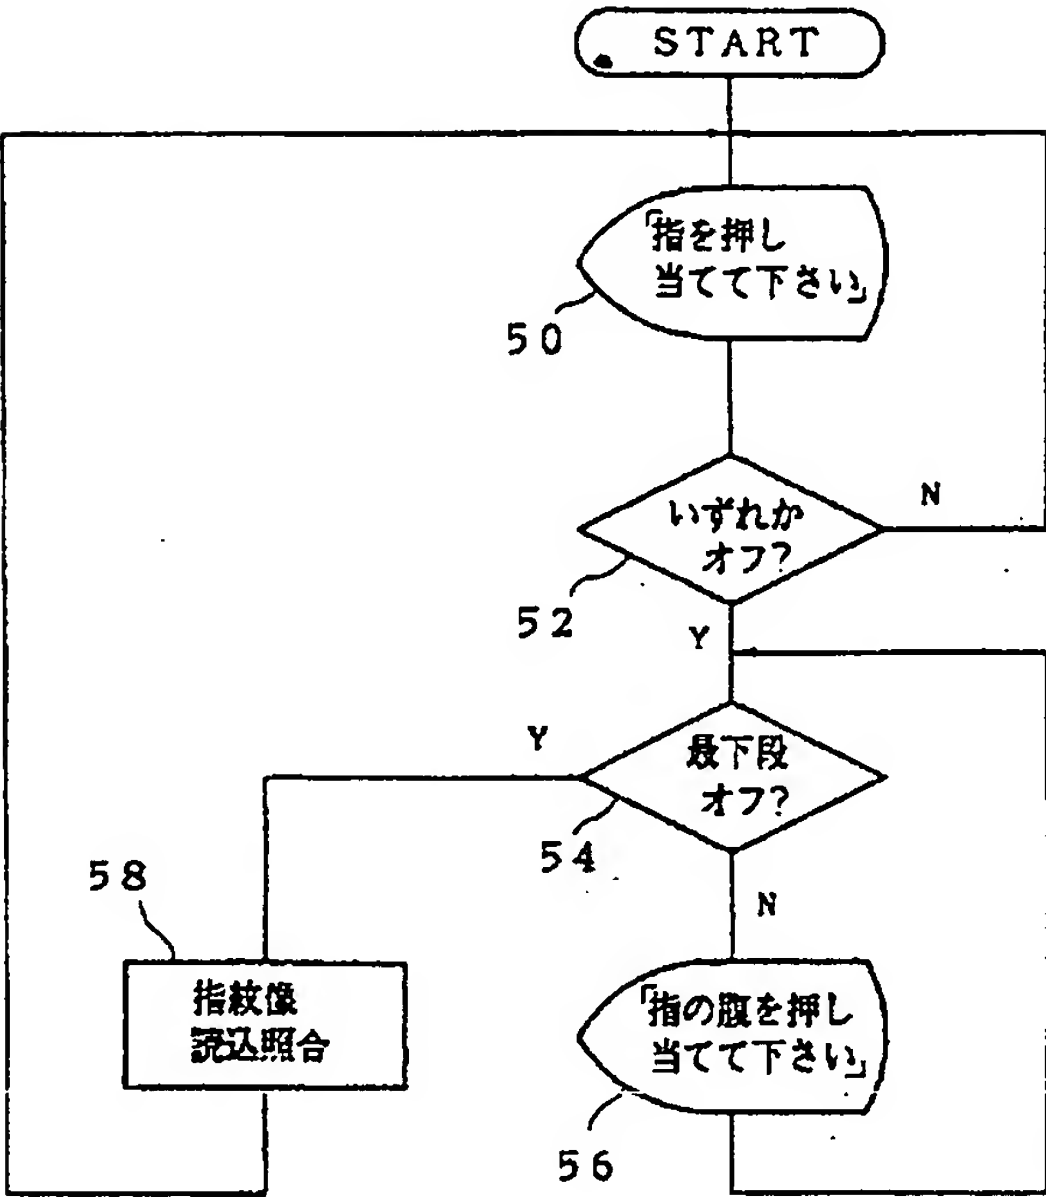 START
「指を押し
当てて下さい」
50
N
いずれか
オフ?
52
Y
Y
最下段
オフ?
54
58
N
指紋像
読込照合
「指の腹を押し
当てて下さい」
56